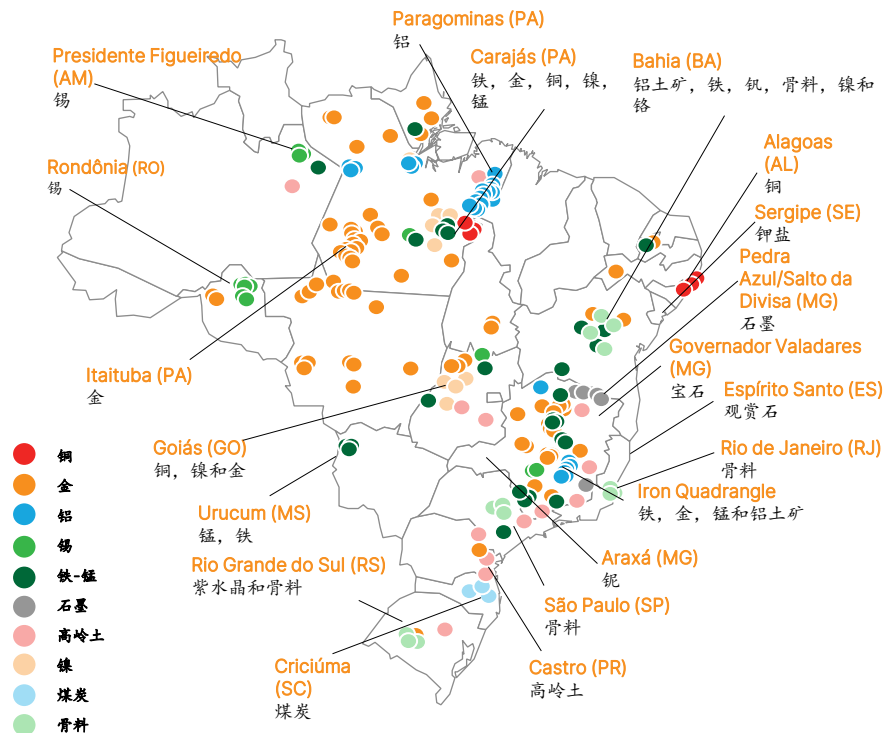 Paragominas (PA)
铝
Presidente Figueiredo
(AM)
锡
Carajás (PA)
铁，金，铜，镍，
锰
Bahia (BA)
铝土矿，铁，钒，骨料，镍和
铬
Alagoas
(AL)
铜
Rondônia (RO)
锡
Sergipe (SE)
钾盐
Pedra
Azul/Salto da
Divisa (MG)
石墨
Governador Valadares
(MG)
宝石
Itaituba (PA)
金
Espírito Santo (ES)
观赏石
Goiás (GO)
铜，镍和金
Rio de Janeiro (RJ)
骨料
Iron Quadrangle
铁，金，锰和铝土矿
Urucum (MS)
锰，铁
Araxá (MG)
铌
Rio Grande do Sul (RS)
紫水晶和骨料
São Paulo (SP)
骨料
Criciúma
(SC)
煤炭
Castro (PR)
高岭土
铜
金
铝
锡
铁-锰
石墨
高岭土
镍
煤炭
骨料